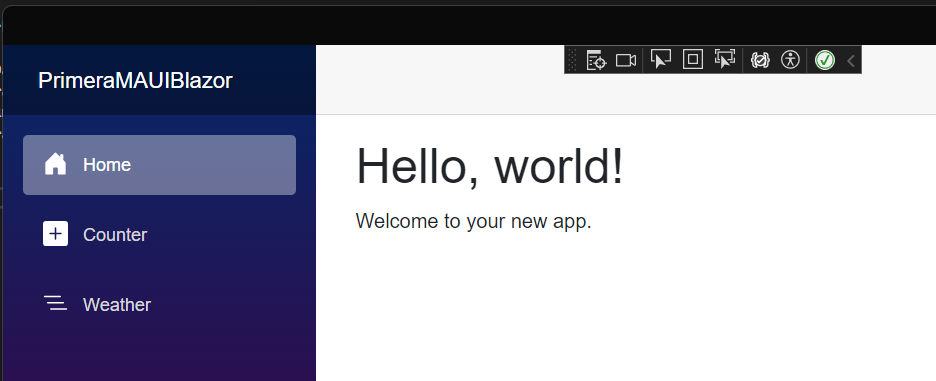 PrimeraMAUIBlazor
Home
Counter
Weather
Hello, world!
Welcome to your new app.